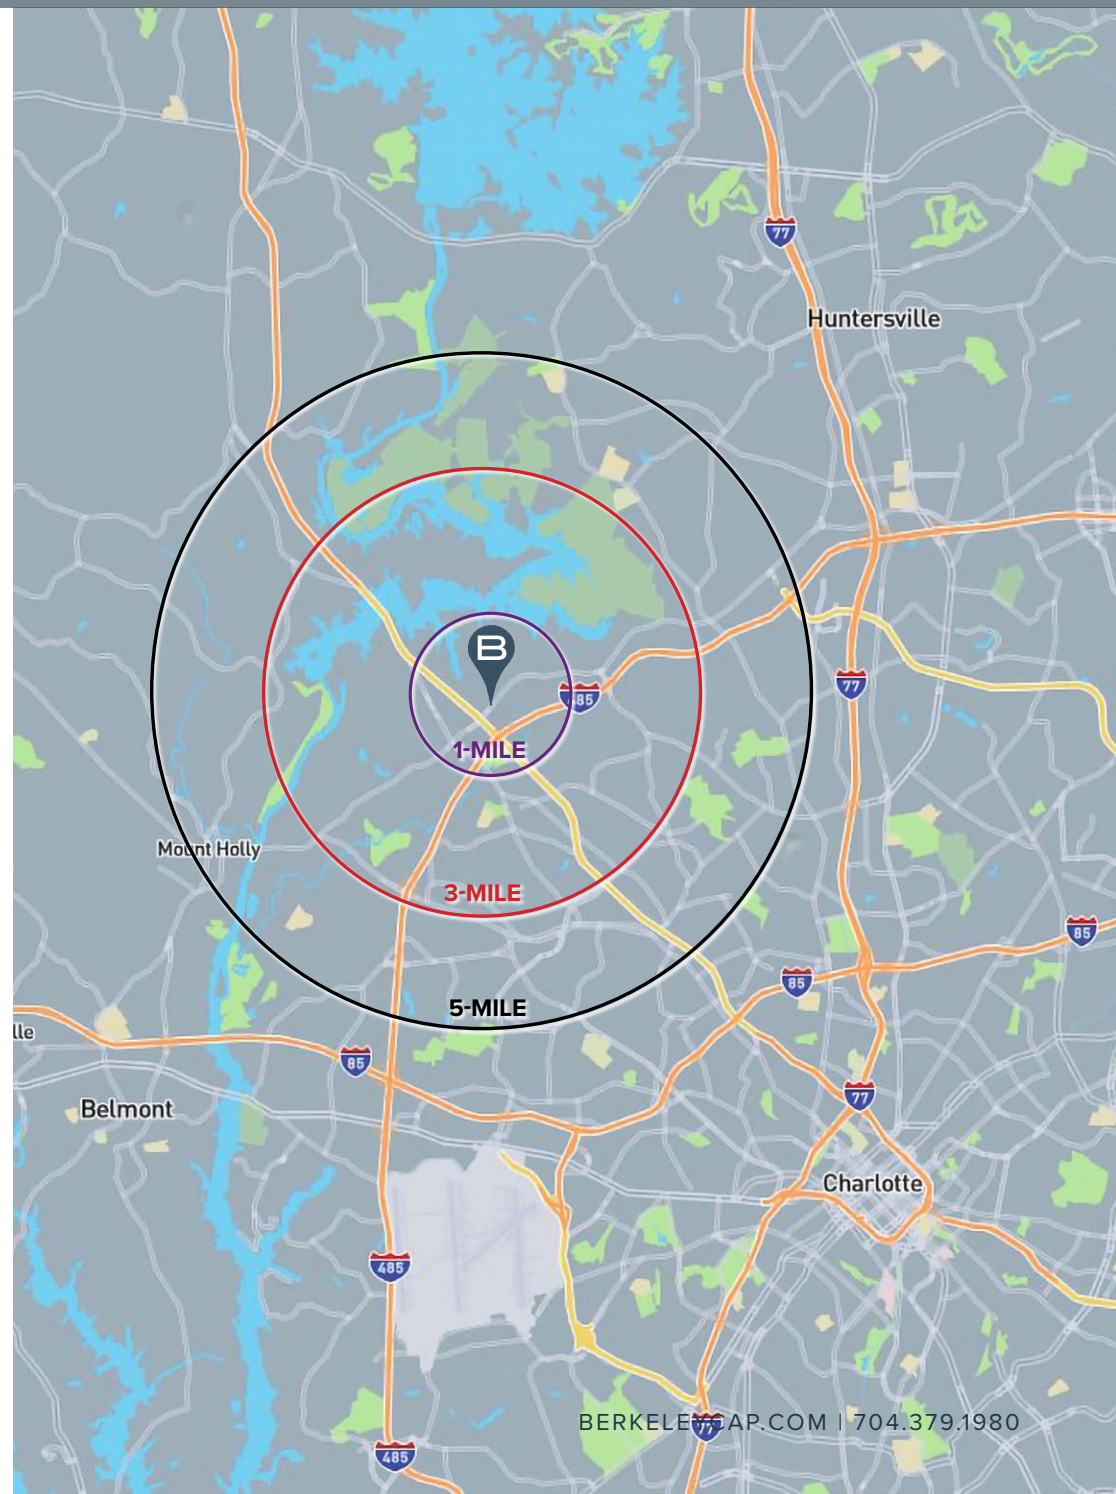 77
Huntersville
B
485
77
1-MILE
Mount Holly
3-MILE
85
85
5-MILE
lle
85
77
Belmont
Charlotte
485
BERKELEYCAP.COM | 704.379.1980
77
485